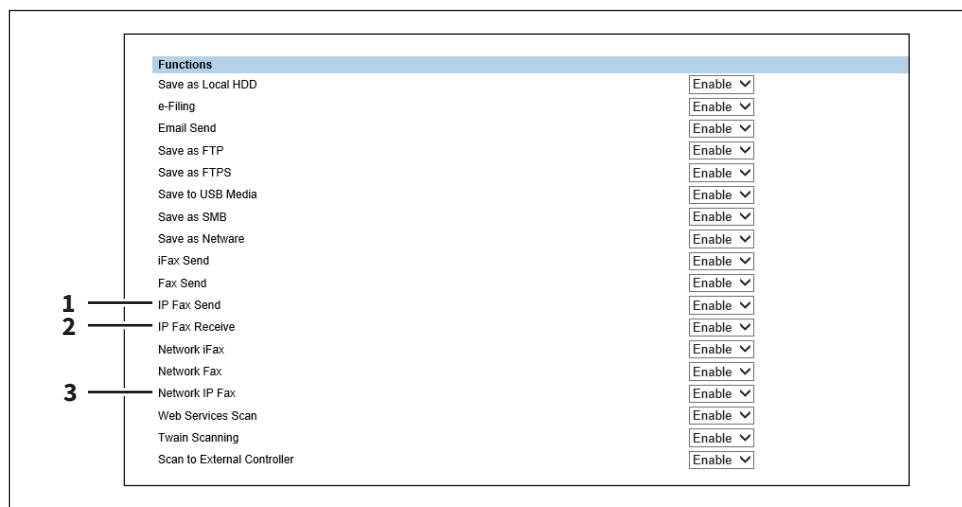 Functions
Save as Local HDD Enable
e-Filing Enable
Email Send Enable
Save as FTP Enable
Save as FTPS Enable
Save to USB Media Enable
Save as SMB Enable
Save as Netware Enable
iFax Send Enable
Fax Send Enable
1 IP Fax Send Enable
2 IP Fax Receive Enable
Network iFax Enable
Network Fax Enable
3 Network IP Fax Enable
Web Services Scan Enable
Twain Scanning Enable
Scan to External Controller Enable